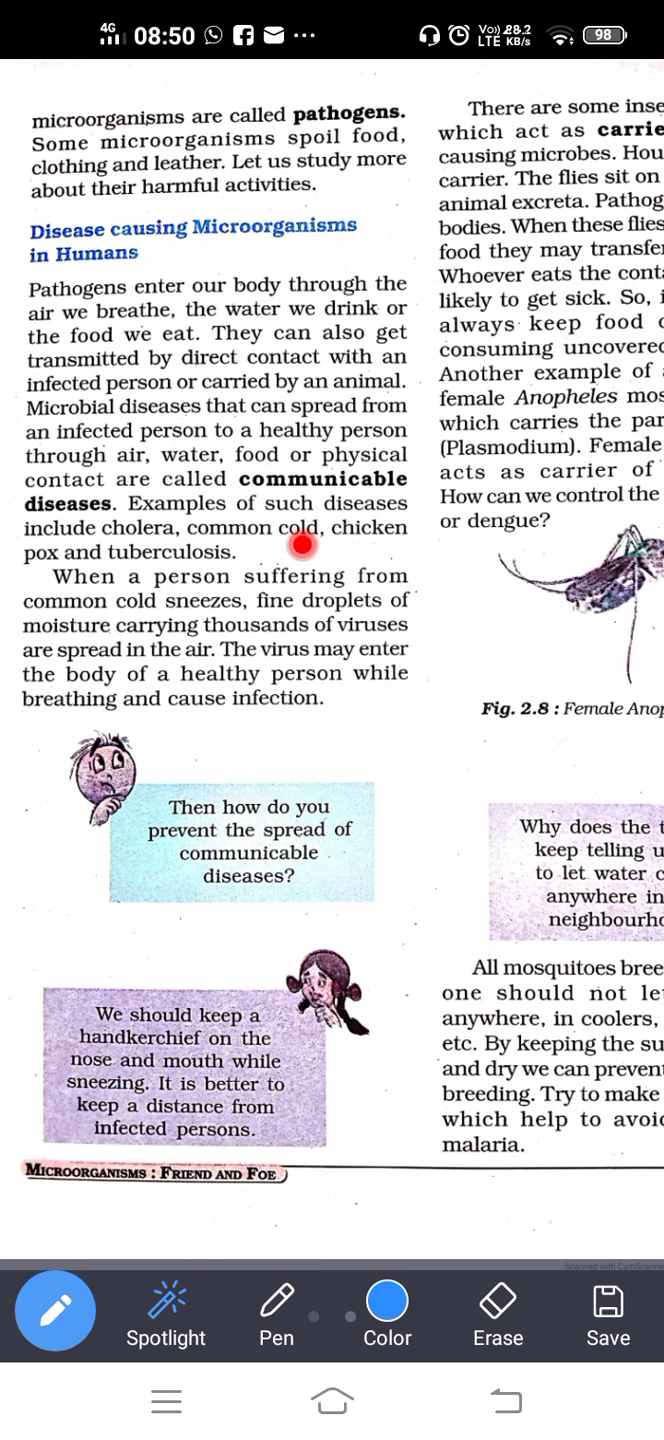 4G 08:50 Vo)) LTE 28.2 KB/s 98
microorganisms are called pathogens.
Some microorganisms spoil food,
clothing and leather. Let us study more
about their harmful activities.
Disease causing Microorganisms
in Humans
Pathogens enter our body through the
air we breathe, the water we drink or
the food we eat. They can also get
transmitted by direct contact with an
infected person or carried by an animal.
Microbial diseases that can spread from
an infected person to a healthy person
through air, water, food or physical
contact are called communicable
diseases. Examples of such diseases
include cholera, common cold, chicken
pox and tuberculosis.
When a person suffering from
common cold sneezes, fine droplets of
moisture carrying thousands of viruses
are spread in the air. The virus may enter
the body of a healthy person while
breathing and cause infection.
Then how do you
prevent the spread of
communicable
diseases?
We should keep a
handkerchief on the
nose and mouth while
sneezing. It is better to
keep a distance from
infected persons.
There are some inse
which act as carrie
causing microbes. Hou
carrier. The flies sit on
animal excreta. Pathog
bodies. When these flies
food they may transfe
Whoever eats the cont
likely to get sick. So, i
always keep food
consuming uncovered
Another example of
female Anopheles mos
which carries the par
(Plasmodium). Female
acts as carrier of
How can we control the
or dengue?
Fig. 2.8 : Female Anop
Why does the t
keep telling u
to let water c
anywhere in
neighbourho
All mosquitoes bree
one should not let
anywhere, in coolers,
etc. By keeping the su
and dry we can prevent
breeding. Try to make
which help to avoi
malaria.
MICROORGANISMS : FRIEND AND FOE
Scanned with CamScanne
Spotlight Pen Color Erase Save